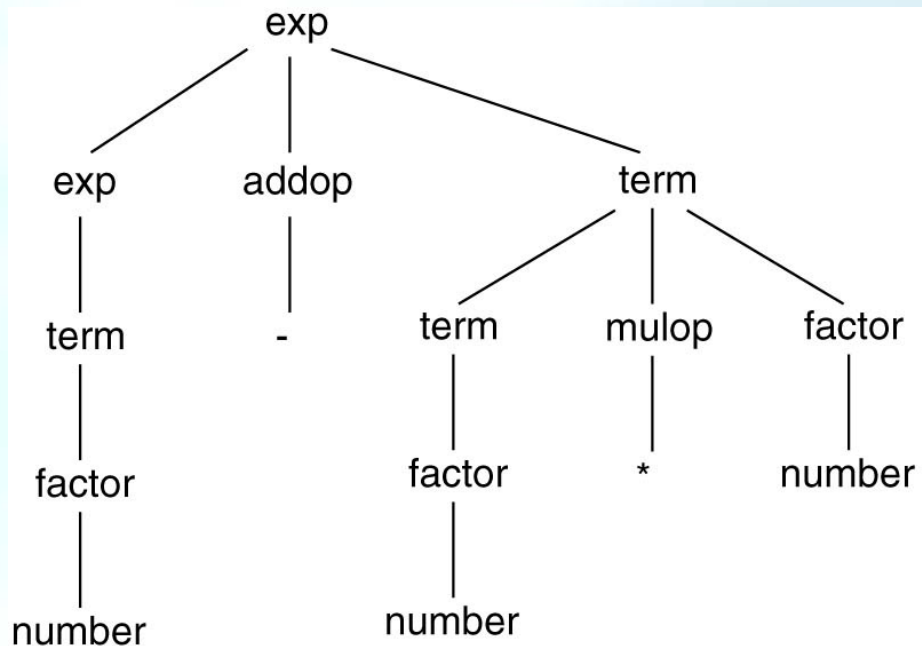 exp
exp addop term
term - term mulop factor
factor factor * number
number number